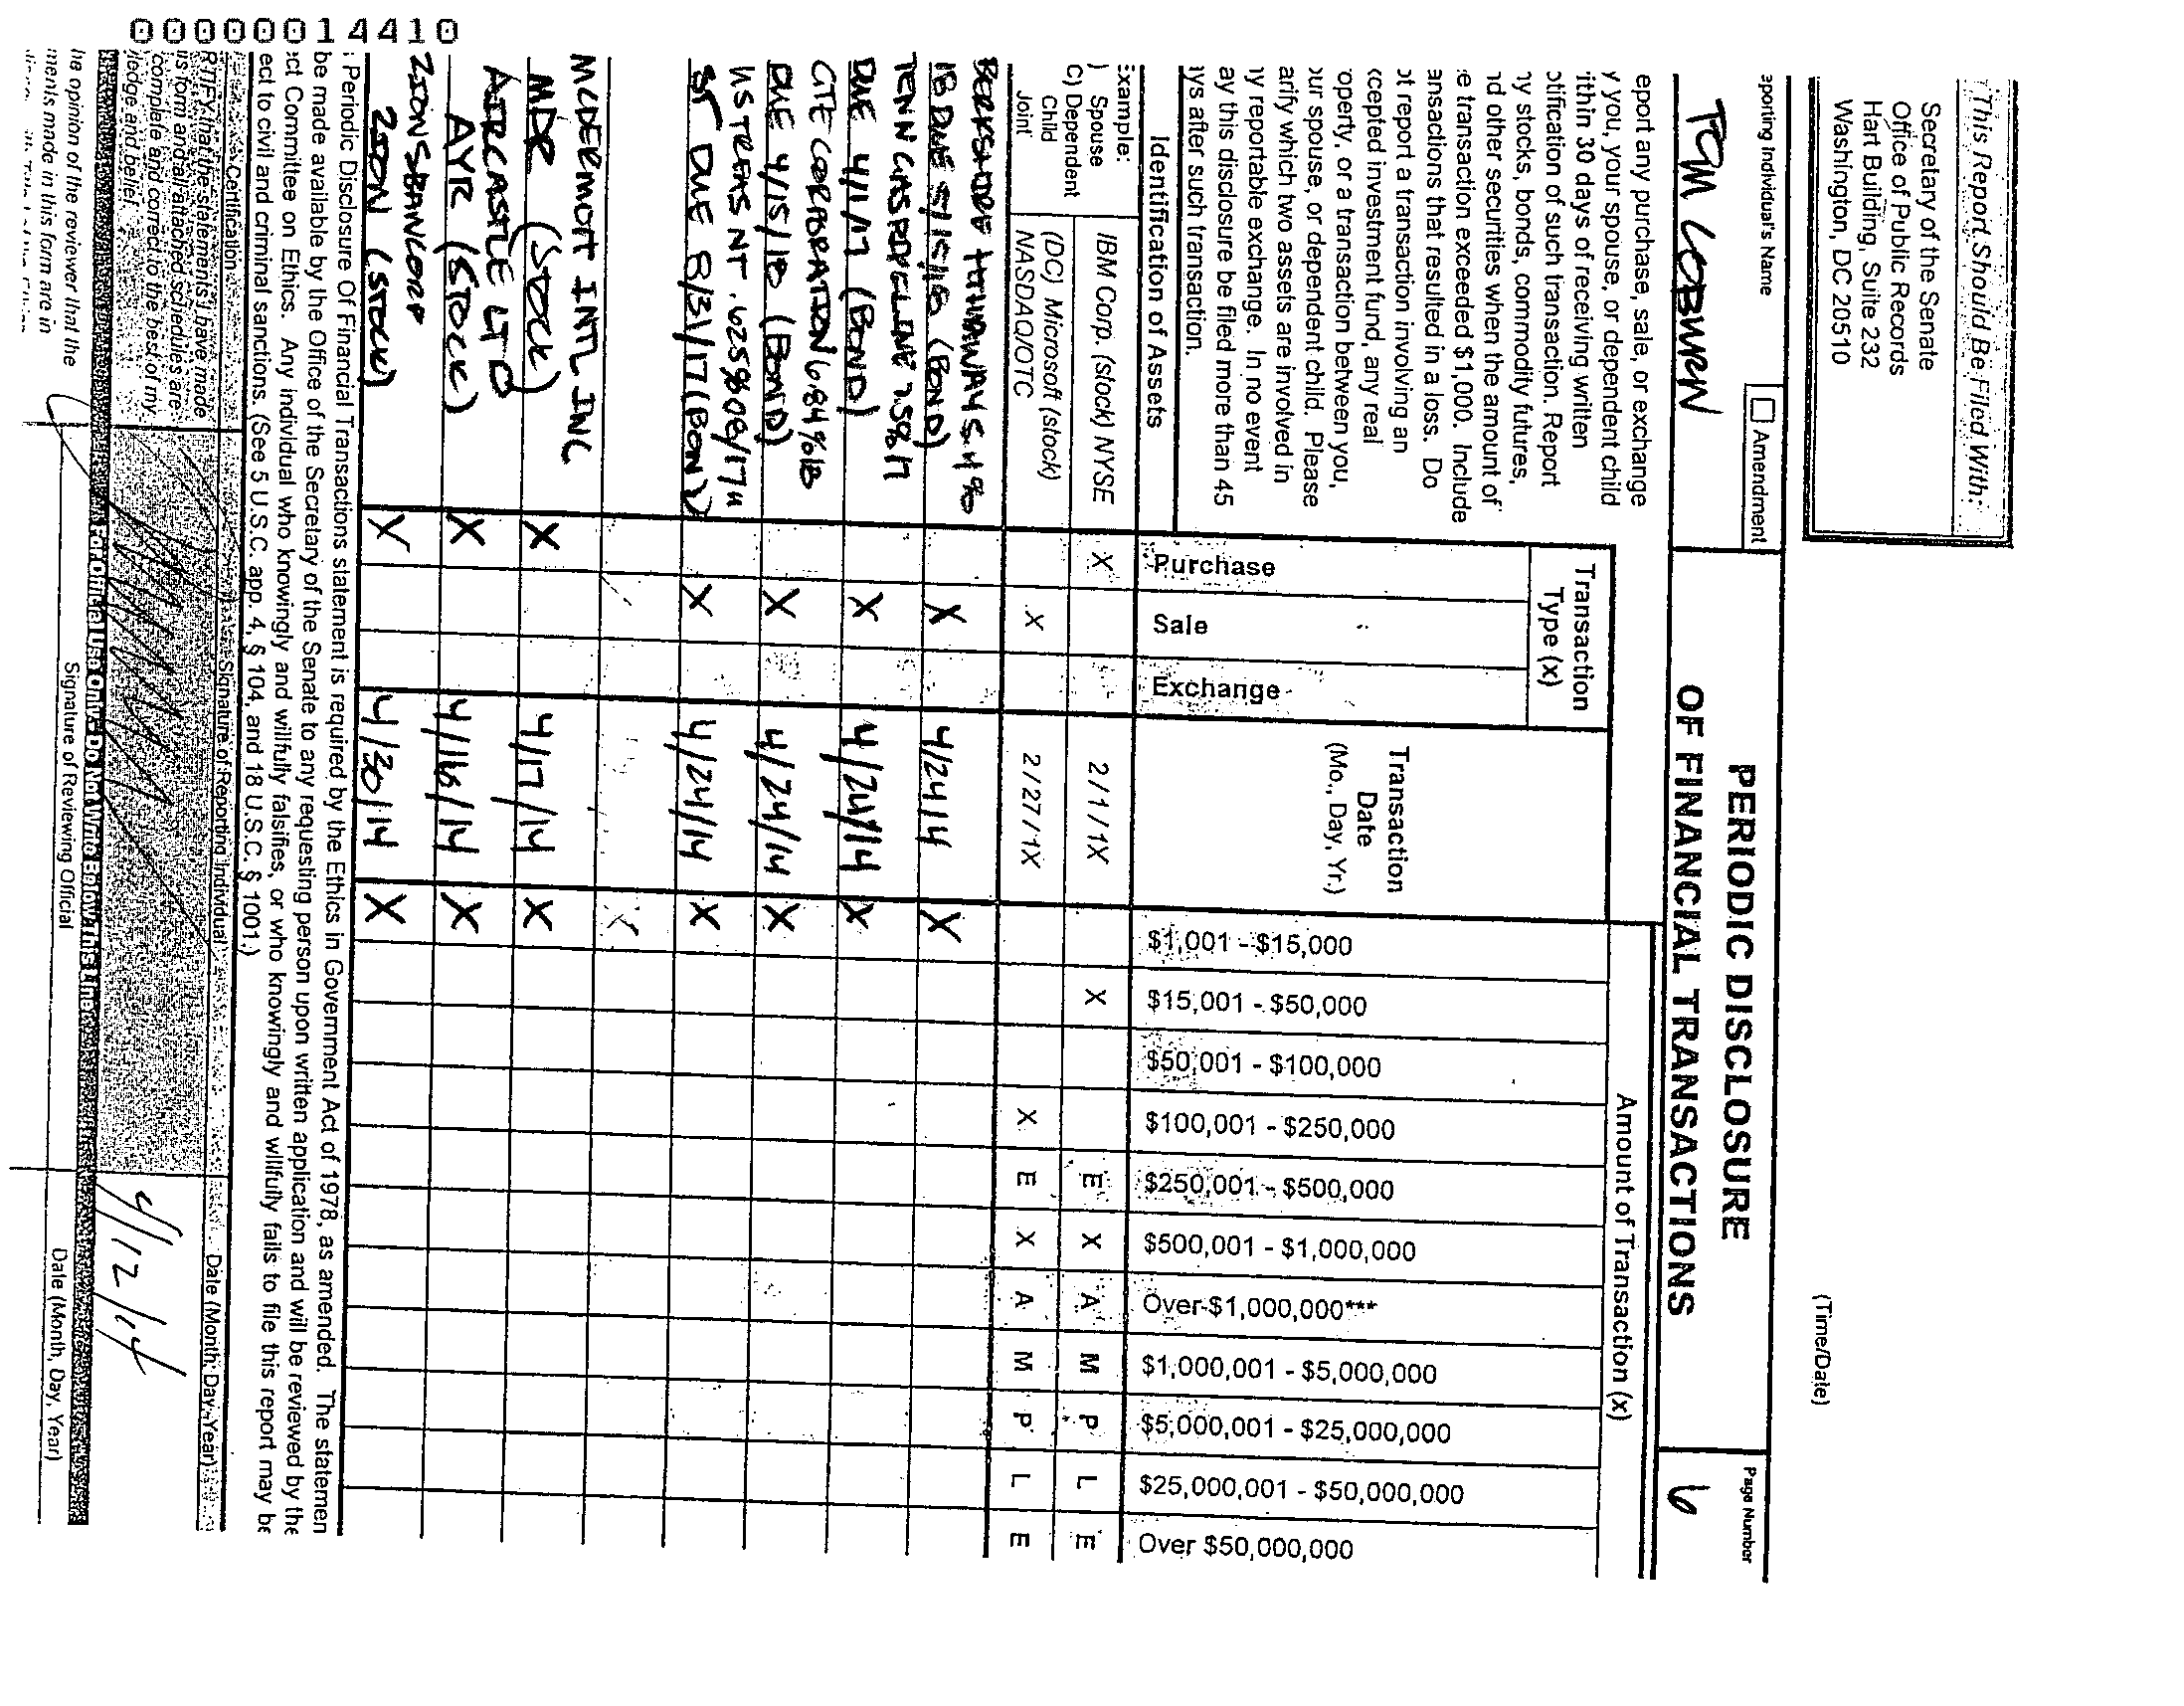 This Report Should Be Filed With:
Secretary of the Senate
Office of Public Records
Hart Building, Suite 232
Washington, DC 20510
(Time/Date)
eporting Individual's Name
Amendment
TOM COBURN
PERIODIC DISCLOSURE
OF FINANCIAL TRANSACTIONS
Page Number
6
eport any purchase, sale, or exchange
y you, your spouse, or dependent child
ithin 30 days of receiving written
otification of such transaction. Report
ny stocks, bonds, commodity futures,
nd other securities when the amount of
e transaction exceeded $1,000. Include
ansactions that resulted in a loss. Do
ot report a transaction involving an
xcepted investment fund, any real
operty, or a transaction between you,
our spouse, or dependent child. Please
arify which two assets are involved in
ny reportable exchange. In no event
ay this disclosure be filed more than 45
ays after such transaction.
Identification of Assets
Transaction
Type (x)
Purchase
Sale
Exchange
Transaction
Date
(Mo., Day, Yr.)
Amount of Transaction (x)
$1,001 - $15,000
$15,001 - $50,000
$50,001 - $100,000
$100,001 - $250,000
$250,001 - $500,000
$500,001 - $1,000,000
Over $1,000,000***
$1,000,001 - $5,000,000
$5,000,001 - $25,000,000
$25,000,001 - $50,000,000
Over $50,000,000
Example:
) Spouse
C) Dependent
Child
Joint
IBM Corp. (stock) NYSE X 2/1/1X X E X A M P L E
(DC) Microsoft (stock)
NASDAQ/OTC X 2/27/1X X E X A M P L E
BERKSHIRE HATHAWAY 5.4%
18 DUE 5/15/18 (BOND) X 4/24 14 X
TENN GAS PIPELINE 7.5% 17
DUE 4/1/17 (BOND) X 4/24/14 X
GTE CORPORATION 6.84% 18
DUE 4/15/18 (BOND) X 4/24/14 X
US TREAS NT .625% 08/17 U
ST DUE 8/31/17 (BOND) X 4/24/14 X
MCDERMOTT INTL INC
MDR (STOCK) X 4/17/14 X
AIRCASTLE LTD
AYR (STOCK) X 4/16/14 X
ZIONSBANCORP
ZION (STOCK) X 4/30/14 X
: Periodic Disclosure Of Financial Transactions statement is required by the Ethics in Government Act of 1978, as amended. The statemen
be made available by the Office of the Secretary of the Senate to any requesting person upon written application and will be reviewed by the
ct Committee on Ethics. Any individual who knowingly and willfully falsifies, or who knowingly and willfully fails to file this report may be
ect to civil and criminal sanctions. (See 5 U.S.C. app. 4, § 104, and 18 U.S.C. § 1001.)
Certification
Signature of Reporting Individual
Date (Month, Day, Year)
RTIFY that the statements I have made
is form and all attached schedules are
complete and correct to the best of my
ledge and belief.
4/12/14
For Official Use Only - Do Not Write Below This Line
he opinion of the reviewer that the
ments made in this form are in
Signature of Reviewing Official
Date (Month, Day, Year)
00000014410